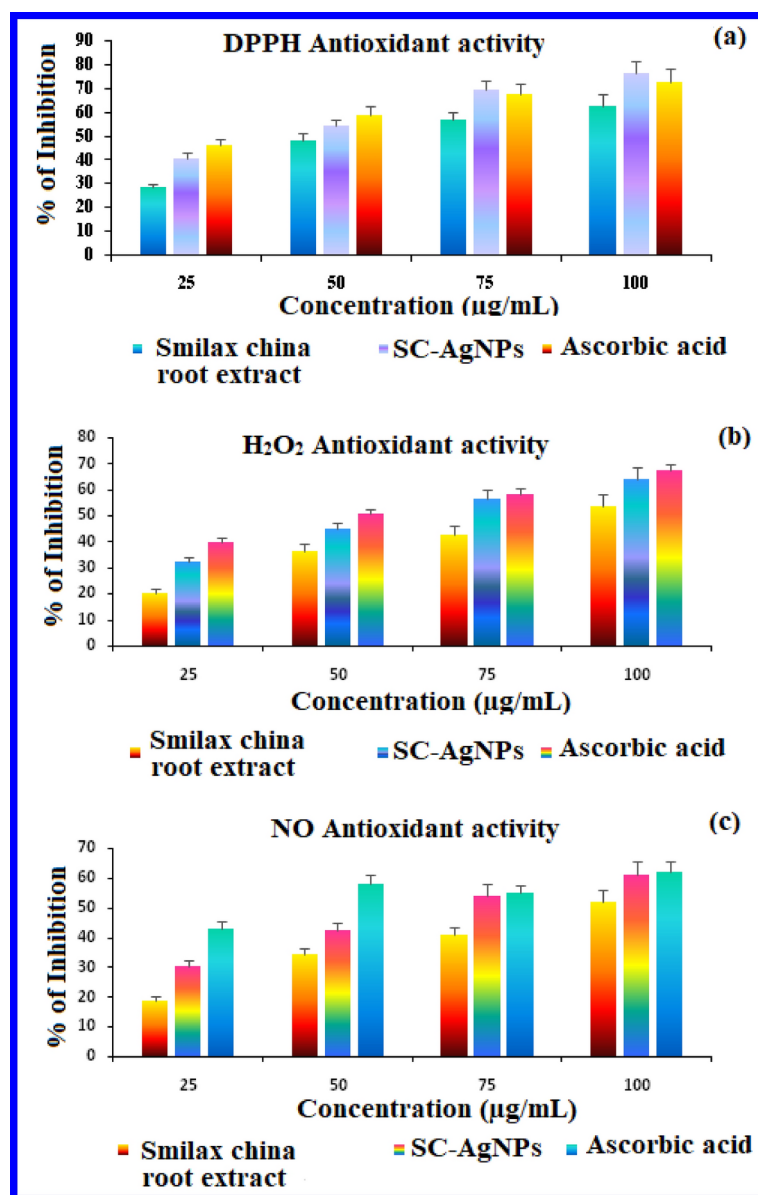 DPPH Antioxidant activity
(a)
% of Inhibition
90
80
70
60
50
40
30
20
10
0
25 50 75 100
Concentration (µg/mL)
Smilax china root extract
SC-AgNPs
Ascorbic acid
H₂O₂ Antioxidant activity
(b)
% of Inhibition
80
70
60
50
40
30
20
10
0
25 50 75 100
Concentration (µg/mL)
Smilax china root extract
SC-AgNPs
Ascorbic acid
NO Antioxidant activity
(c)
% of Inhibition
70
60
50
40
30
20
10
0
25 50 75 100
Concentration (µg/mL)
Smilax china root extract
SC-AgNPs
Ascorbic acid